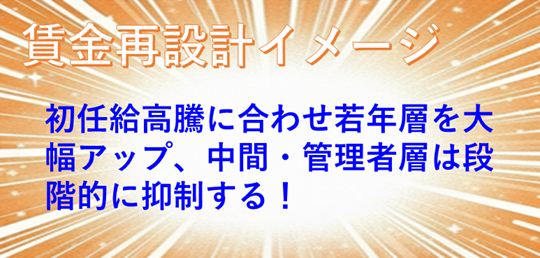 賃金再設計イメージ
初任給高騰に合わせ若年層を大
幅アップ、中間・管理者層は段
階的に抑制する！